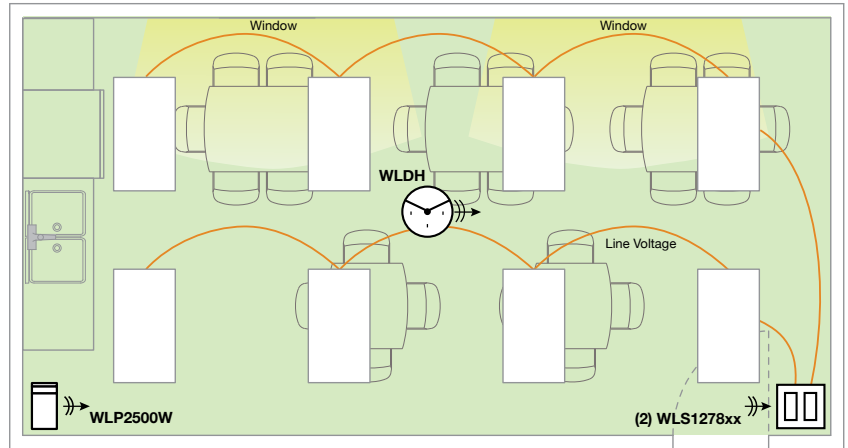 Window
Window
WLDH
Line Voltage
WLP2500W
(2) WLS1278xx